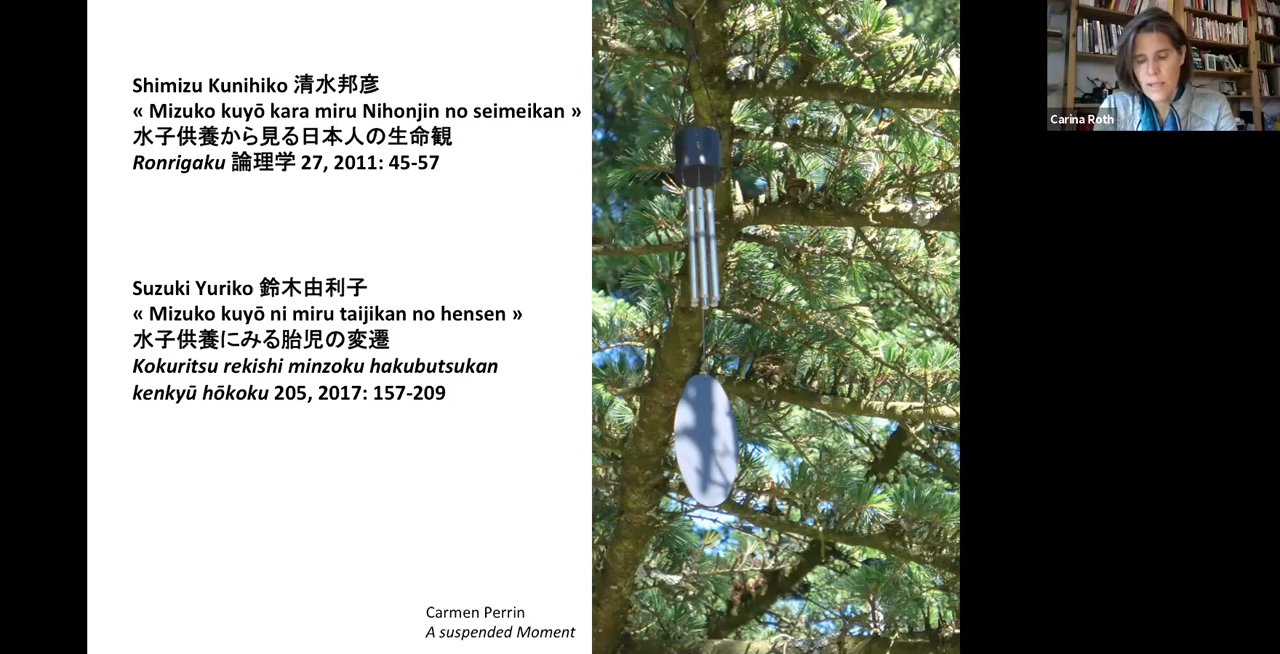 Shimizu Kunihiko 清水邦彦
« Mizuko kuyō kara miru Nihonjin no seimeikan »
水子供養から見る日本人の生命観
Ronrigaku 論理学 27, 2011: 45-57
Suzuki Yuriko 鈴木由利子
« Mizuko kuyō ni miru taijikan no hensen »
水子供養にみる胎児の変遷
Kokuritsu rekishi minzoku hakubutsukan
kenkyū hōkoku 205, 2017: 157-209
Carmen Perrin
A suspended Moment
Carina Roth